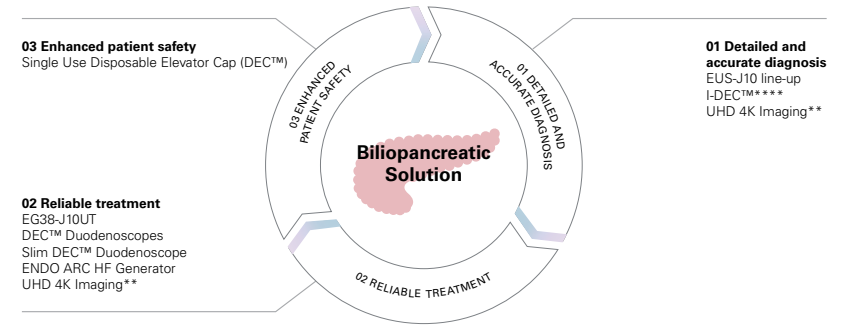 03 Enhanced patient safety
Single Use Disposable Elevator Cap (DEC™)
01 Detailed and
accurate diagnosis
EUS-J10 line-up
I-DEC™****
UHD 4K Imaging**
03 ENHANCED
PATIENT SAFETY
01 DETAILED AND
ACCURATE DIAGNOSIS
Biliopancreatic
Solution
02 Reliable treatment
EG38-J10UT
DEC™ Duodenoscopes
Slim DEC™ Duodenoscope
ENDO ARC HF Generator
UHD 4K Imaging**
02 RELIABLE TREATMENT